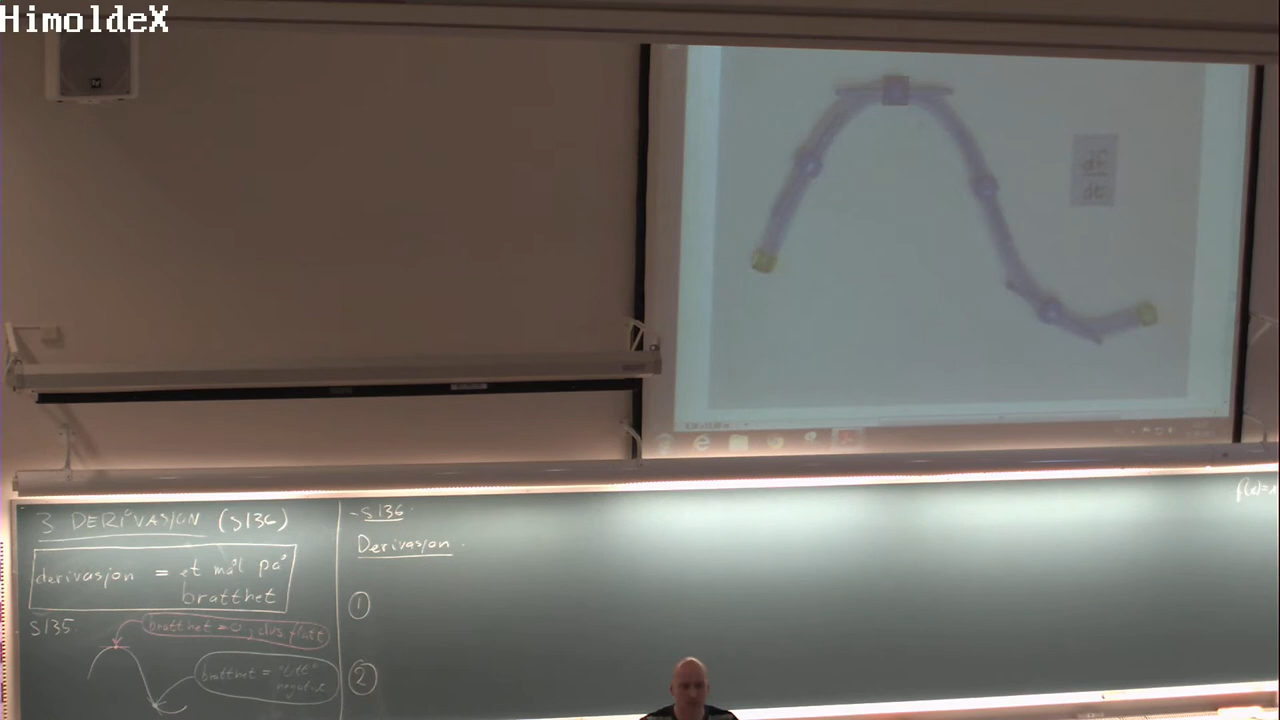 HimoldeX
dF
dt
3 DERIVASJON (S136)
derivasjon = et mål på
bratthet
S135
bratthet = 0, dvs flatt
bratthet = "litt"
negativ
S136
Derivasjon
1
2